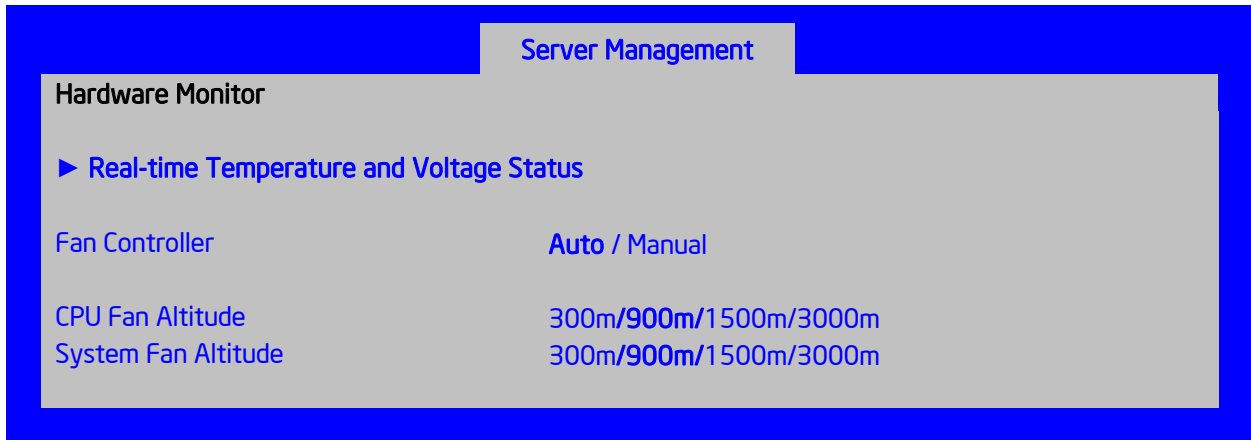 Server Management
Hardware Monitor
► Real-time Temperature and Voltage Status
Fan Controller Auto / Manual
CPU Fan Altitude 300m/900m/1500m/3000m
System Fan Altitude 300m/900m/1500m/3000m